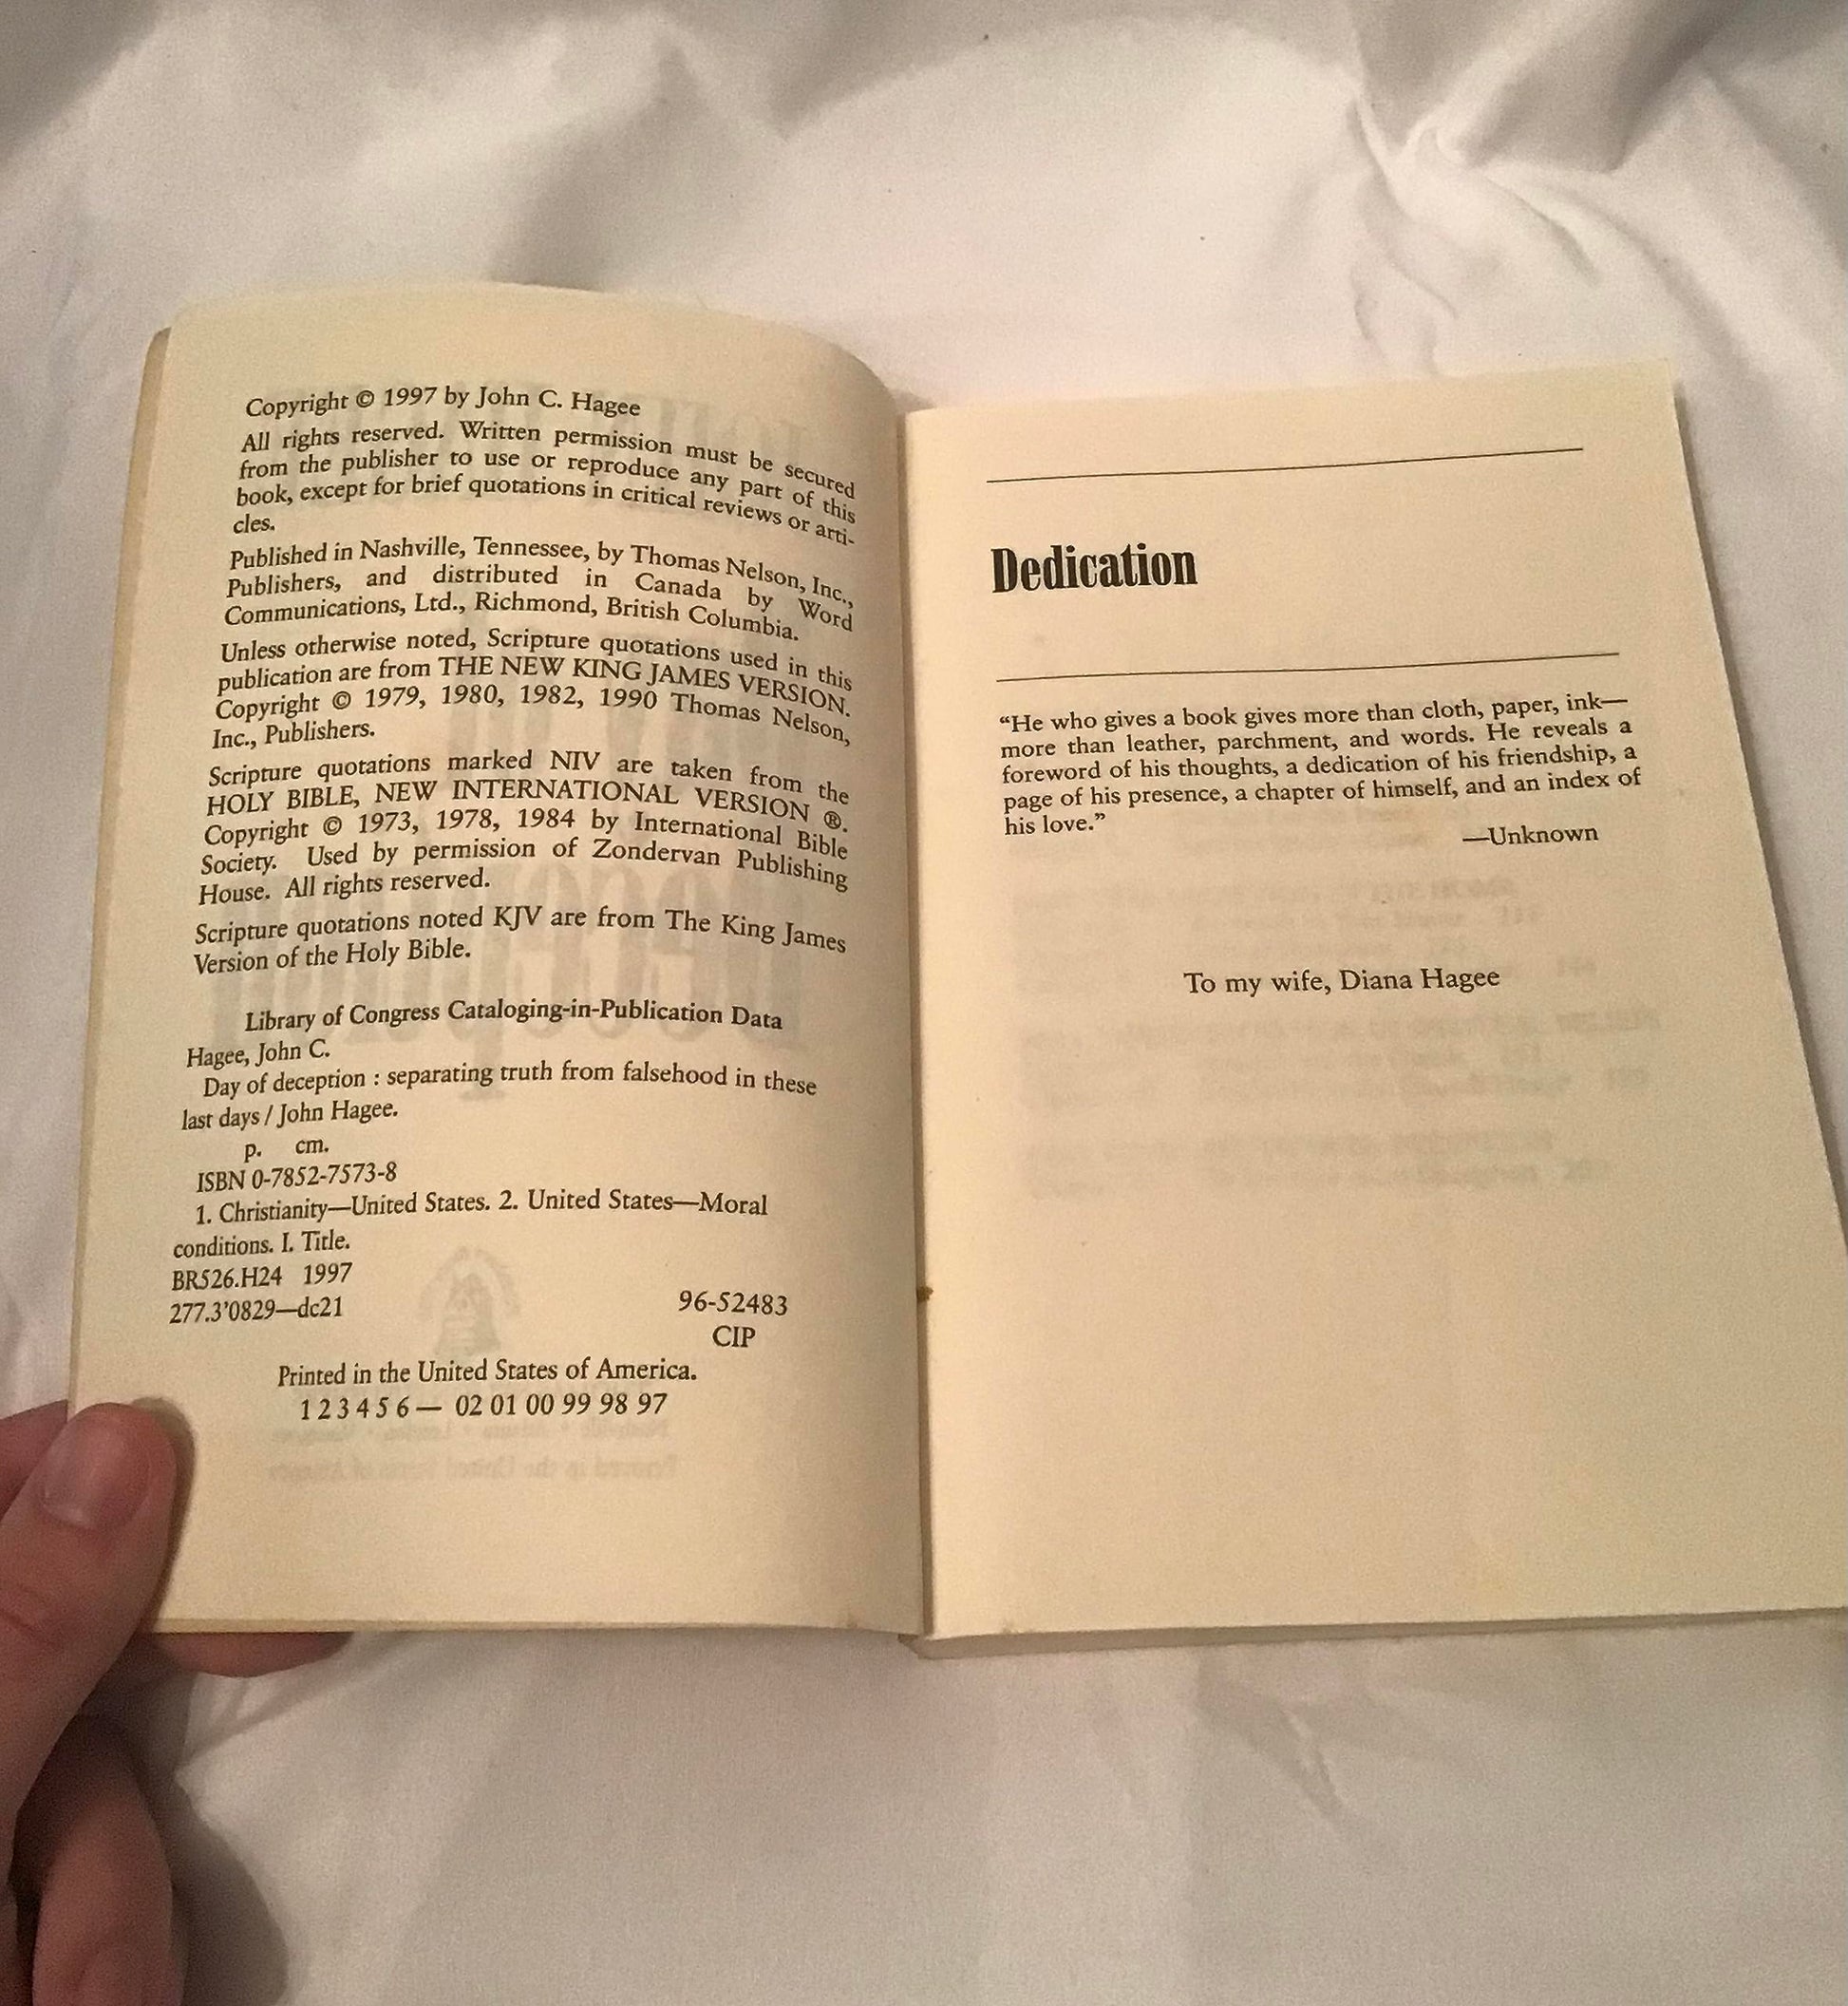 Copyright © 1997 by John C. Hagee
All rights reserved. Written permission must be secured
from the publisher to use or reproduce any part of this
book, except for brief quotations in critical reviews or arti-
cles.
Published in Nashville, Tennessee, by Thomas Nelson, Inc.,
Publishers, and distributed in Canada by Word
Communications, Ltd., Richmond, British Columbia.
Unless otherwise noted, Scripture quotations used in this
publication are from THE NEW KING JAMES VERSION.
Copyright © 1979, 1980, 1982, 1990 Thomas Nelson,
Inc., Publishers.
Scripture quotations marked NIV are taken from the
HOLY BIBLE, NEW INTERNATIONAL VERSION ®.
Copyright © 1973, 1978, 1984 by International Bible
Society. Used by permission of Zondervan Publishing
House. All rights reserved.
Scripture quotations noted KJV are from The King James
Version of the Holy Bible.
Library of Congress Cataloging-in-Publication Data
Hagee, John C.
Day of deception : separating truth from falsehood in these
last days / John Hagee.
p. cm.
ISBN 0-7852-7573-8
1. Christianity—United States. 2. United States—Moral
conditions. I. Title.
BR526.H24 1997
277.3'0829—dc21 96-52483
CIP
Printed in the United States of America.
1 2 3 4 5 6 — 02 01 00 99 98 97
Dedication
“He who gives a book gives more than cloth, paper, ink—
more than leather, parchment, and words. He reveals a
foreword of his thoughts, a dedication of his friendship, a
page of his presence, a chapter of himself, and an index of
his love.”
—Unknown
To my wife, Diana Hagee